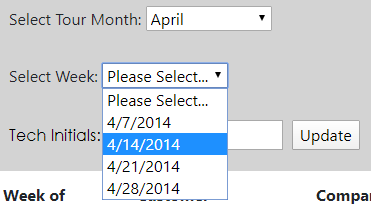 Select Tour Month: April
Select Week: Please Select...
Please Select...
4/7/2014
Tech Initials: Update
4/14/2014
4/21/2014
4/28/2014
Week of Compa